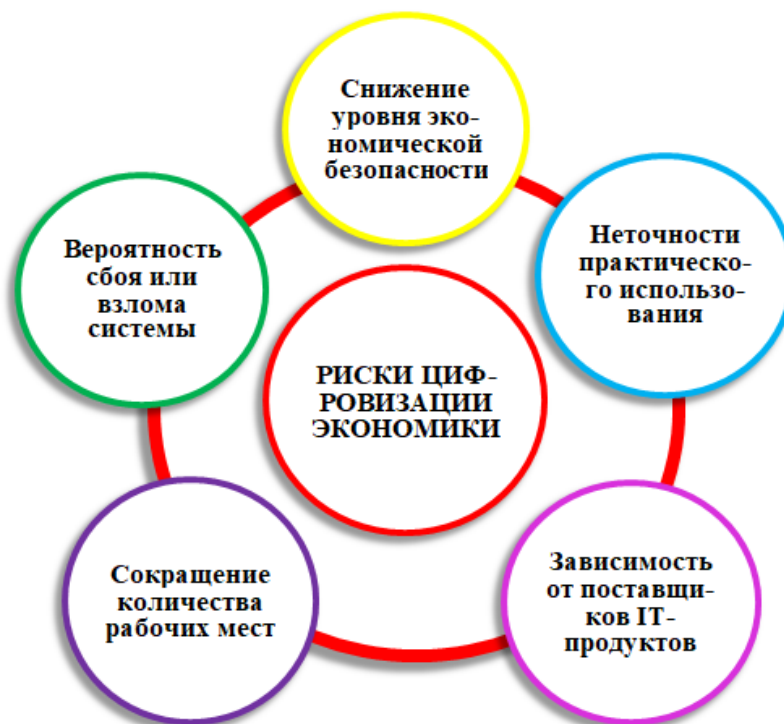 Снижение
уровня эко-
номической
безопасности
Неточности
практическо-
го использо-
вания
Вероятность
сбоя или
взлома
системы
РИСКИ ЦИФ-
РОВИЗАЦИИ
ЭКОНОМИКИ
Зависимость
от поставщи-
ков IT-
продуктов
Сокращение
количества
рабочих мест